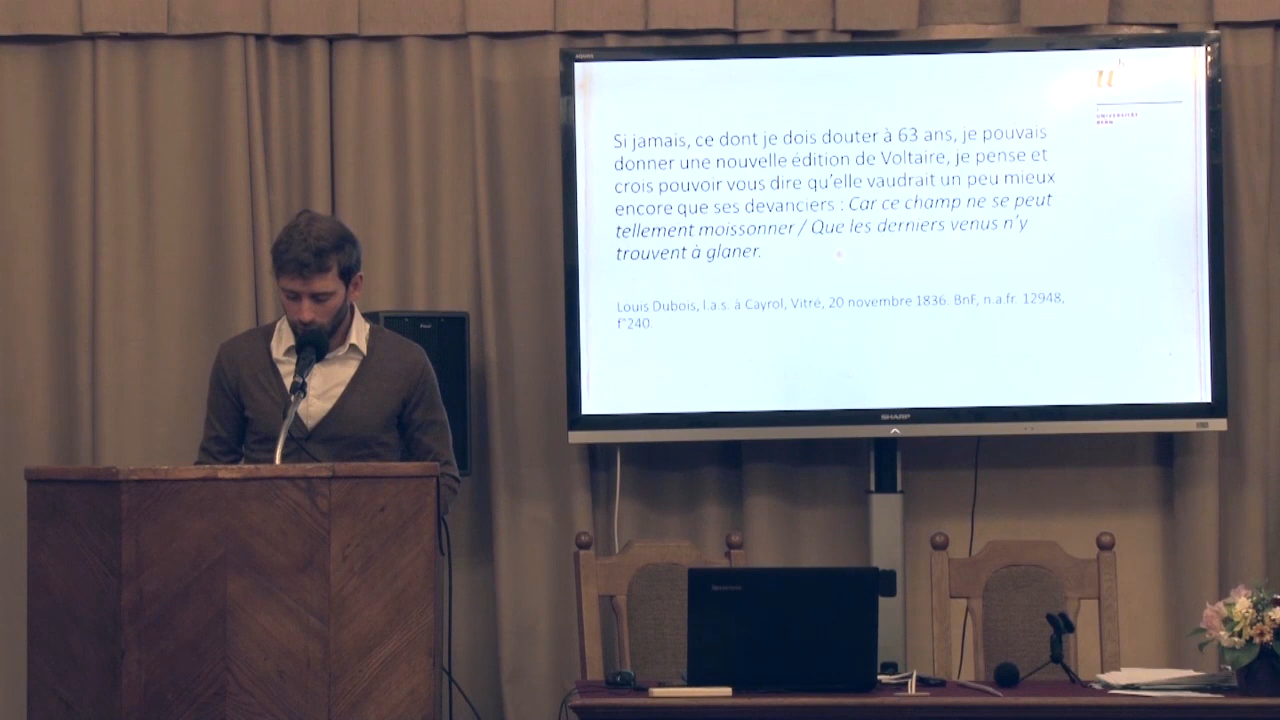 u
b
UNIVERSITÄT
BERN
Si jamais, ce dont je dois douter à 63 ans, je pouvais
donner une nouvelle édition de Voltaire, je pense et
crois pouvoir vous dire qu'elle vaudrait un peu mieux
encore que ses devanciers : Car ce champ ne se peut
tellement moissonner / Que les derniers venus n'y
trouvent à glaner.
Louis Dubois, l.a.s. à Cayrol, Vitré, 20 novembre 1836. BnF, n.a.fr. 12948,
f°240.
SHARP